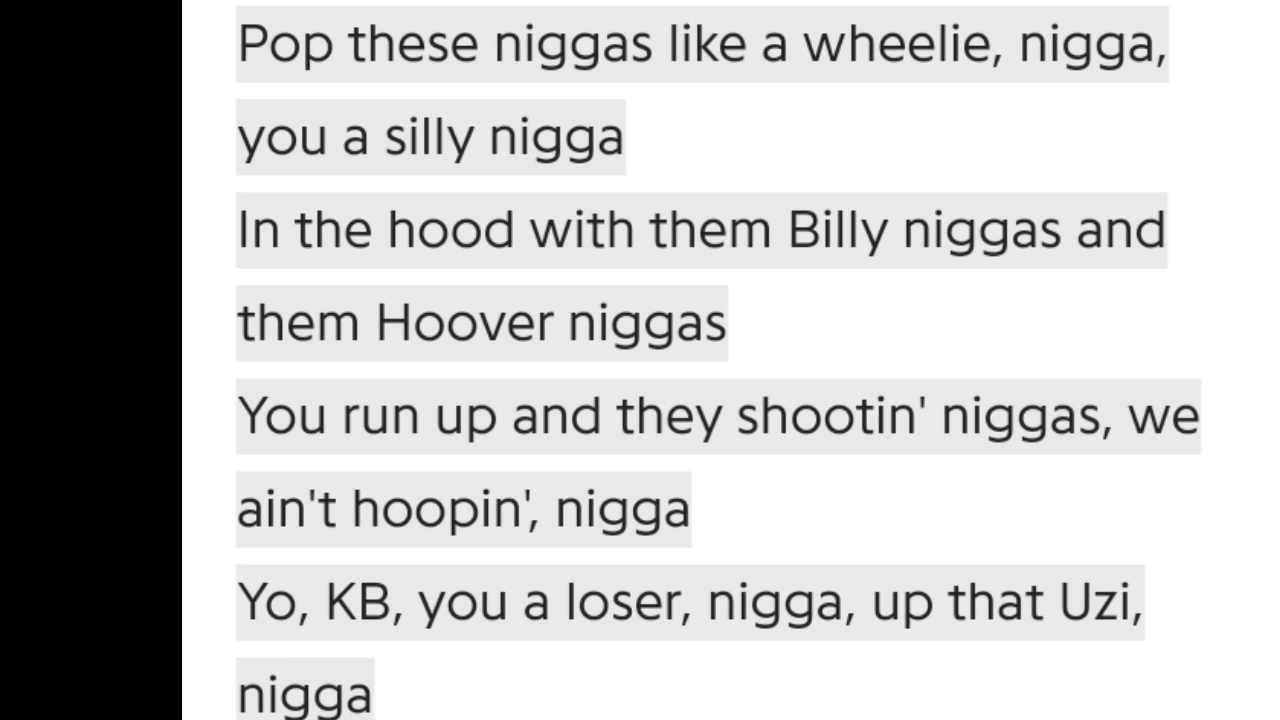 Pop these niggas like a wheelie, nigga,
you a silly nigga
In the hood with them Billy niggas and
them Hoover niggas
You run up and they shootin' niggas, we
ain't hoopin', nigga
Yo, KB, you a loser, nigga, up that Uzi,
nigga